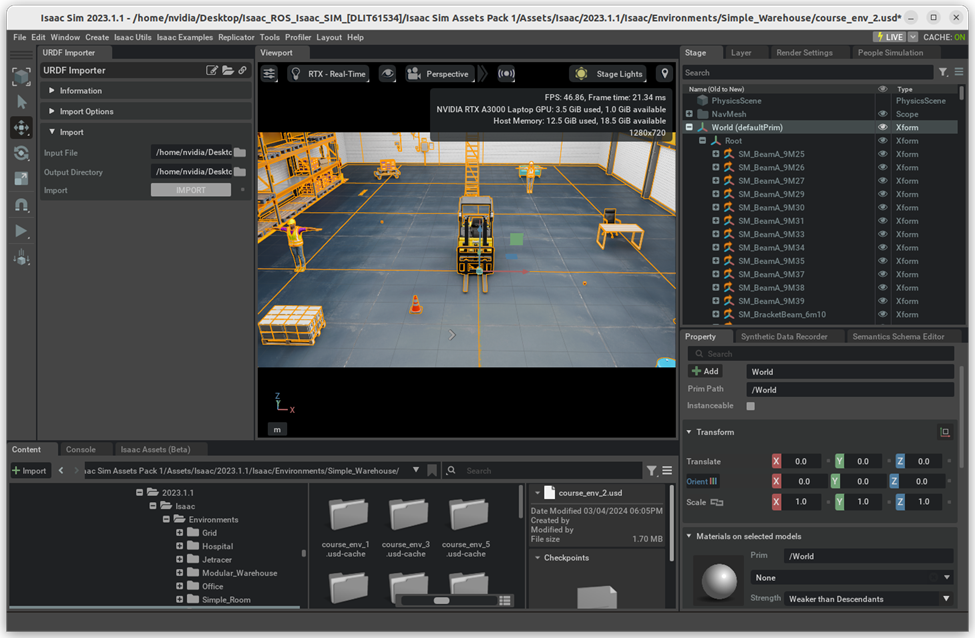 Isaac Sim 2023.1.1 - /home/nvidia/Desktop/Isaac_ROS_Isaac_SIM_[DLIT61534]/Isaac Sim Assets Pack 1/Assets/Isaac/2023.1.1/Isaac/Environments/Simple_Warehouse/course_env_2.usd*
File Edit Window Create Isaac Utils Isaac Examples Replicator Tools Profiler Layout Help
LIVE CACHE: ON
URDF Importer
URDF Importer
Information
Import Options
Import
Input File /home/nvidia/Deskto
Output Directory /home/nvidia/Deskto
Import IMPORT
Viewport
RTX - Real-Time Perspective Stage Lights
FPS: 46.86, Frame time: 21.34 ms
NVIDIA RTX A3000 Laptop GPU: 3.5 GiB used, 1.0 GiB available
Host Memory: 12.5 GiB used, 18.5 GiB available
1280x720
Z
Y
X
m
Stage Layer Render Settings People Simulation
Search
Name (Old to New) Type
PhysicsScene PhysicsScene
NavMesh Scope
World (defaultPrim) Xform
Root Xform
SM_BeamA_9M25 Xform
SM_BeamA_9M26 Xform
SM_BeamA_9M27 Xform
SM_BeamA_9M29 Xform
SM_BeamA_9M30 Xform
SM_BeamA_9M31 Xform
SM_BeamA_9M33 Xform
SM_BeamA_9M34 Xform
SM_BeamA_9M35 Xform
SM_BeamA_9M37 Xform
SM_BeamA_9M38 Xform
SM_BeamA_9M39 Xform
SM_BracketBeam_6m10 Xform
Property Synthetic Data Recorder Semantics Schema Editor
Search
Add World
Prim Path /World
Instanceable
Transform
Translate X 0.0 Y 0.0 Z 0.0
Orient X 0.0 Y 0.0 Z 0.0
Scale X 1.0 Y 1.0 Z 1.0
Materials on selected models
Prim /World
None
Strength Weaker than Descendants
Content Console Isaac Assets (Beta)
Import aac Sim Assets Pack 1/Assets/Isaac/2023.1.1/Isaac/Environments/Simple_Warehouse/ Search
2023.1.1
Isaac
Environments
Grid
Hospital
Jetracer
Modular_Warehouse
Office
Simple_Room
course_env_1 course_env_3 course_env_5
.usd-cache .usd-cache .usd-cache
course_env_2.usd
Date Modified 03/04/2024 06:05PM
Created by
Modified by
File size 1.70 MB
Checkpoints